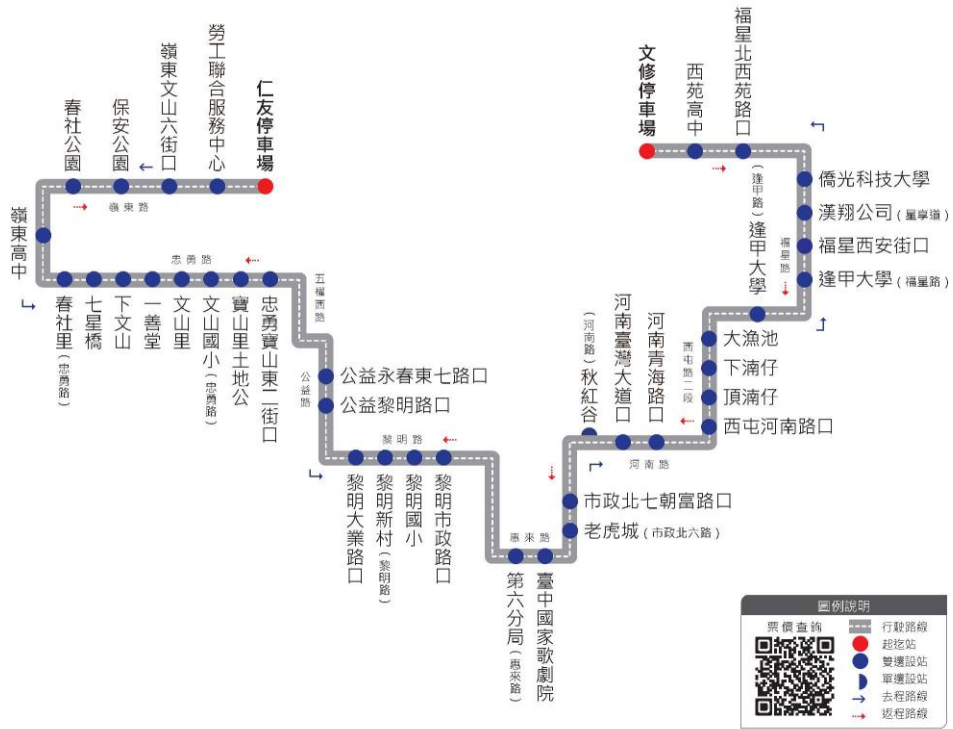 仁友停車場
勞工聯合服務中心
嶺東文山六街口
保安公園
春社公園
嶺東路
嶺東高中
春社里(忠勇路)
七星橋
下文山
一善堂
文山里
文山國小(忠勇路)
寶山里土地公
忠勇寶山東二街口
忠勇路
五權西路
公益路
公益永春東七路口
公益黎明路口
黎明路
黎明大業路口
黎明新村(黎明路)
黎明國小
黎明市政路口
惠來路
第六分局(惠來路)
臺中國家歌劇院
老虎城(市政北六路)
市政北七朝富路口
(河南路)秋紅谷
河南臺灣大道口
河南青海路口
河南路
西屯河南路口
頂湳仔
下湳仔
大漁池
西屯路二段
(逢甲路)逢甲大學
逢甲大學(福星路)
福星西安街口
漢翔公司(星享道)
僑光科技大學
福星路
福星北西苑路口
西苑高中
文修停車場
圖例說明
票價查詢
行駛路線
起迄站
雙邊設站
單邊設站
去程路線
返程路線